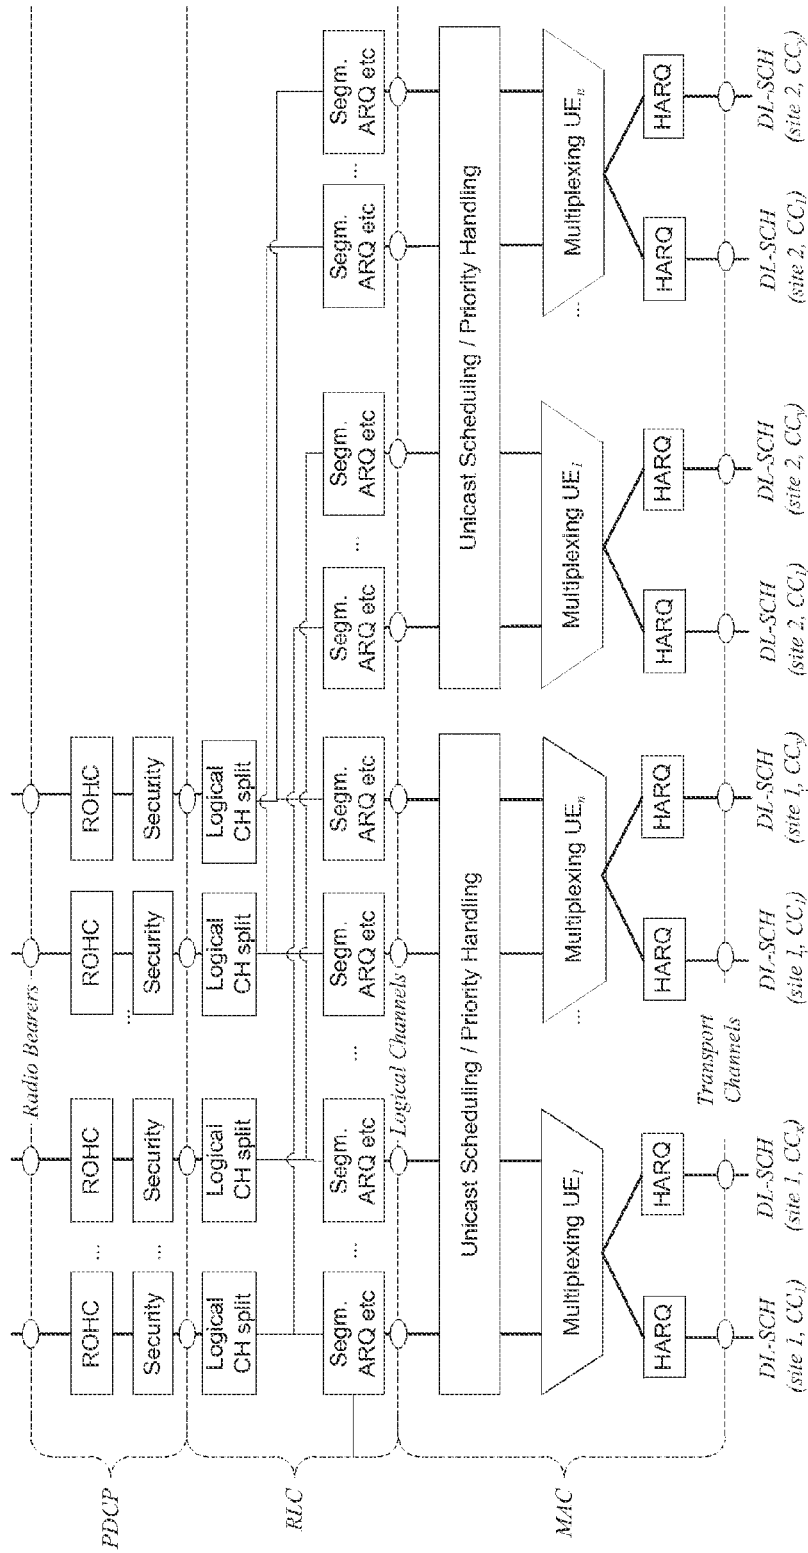 Radio Bearers
PDCP
ROHC
...
ROHC
ROHC
ROHC
Security
...
Security
...
Security
Security
RLC
Logical
CH split
Logical
CH split
Logical
CH split
Logical
CH split
Segm.
ARQ etc
...
Segm.
ARQ etc
...
Segm.
ARQ etc
Segm.
ARQ etc
Segm.
ARQ etc
...
Segm.
ARQ etc
Segm.
ARQ etc
...
Segm.
ARQ etc
Logical Channels
MAC
Unicast Scheduling / Priority Handling
Unicast Scheduling / Priority Handling
Multiplexing UE1
...
Multiplexing UEn
Multiplexing UE1
...
Multiplexing UEn
HARQ
HARQ
HARQ
HARQ
HARQ
HARQ
HARQ
HARQ
Transport
Channels
DL-SCH
(site 1, CC1)
DL-SCH
(site 1, CCx)
DL-SCH
(site 1, CC1)
DL-SCH
(site 1, CCy)
DL-SCH
(site 2, CC1)
DL-SCH
(site 2, CCy)
DL-SCH
(site 2, CC1)
DL-SCH
(site 2, CCy)